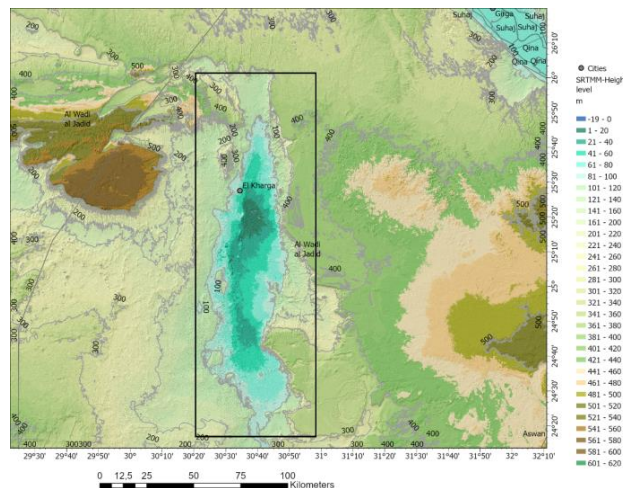 Suhaj
Girga
Suhaj
Suhaj
Suhaj
Qina
Qina
Qina
Al Wadi
al Jadid
El Kharga
Al Wadi
al Jadid
Aswan
300
400
500
200
100
26°10'
26°
25°50'
25°40'
25°30'
25°20'
25°10'
25°
24°50'
24°40'
24°30'
24°20'
29°30' 29°40' 29°50' 30° 30°10' 30°20' 30°30' 30°40' 30°50' 31° 31°10' 31°20' 31°30' 31°40' 31°50' 32° 32°10'
0 12,5 25 50 75 100
Kilometers
Cities
SRTMM-Heigh
level
m
-19 - 0
1 - 20
21 - 40
41 - 60
61 - 80
81 - 100
101 - 120
121 - 140
141 - 160
161 - 200
201 - 220
221 - 240
241 - 260
261 - 280
281 - 300
301 - 320
321 - 340
341 - 360
361 - 380
381 - 400
401 - 420
421 - 440
441 - 460
461 - 480
481 - 500
501 - 520
521 - 540
541 - 560
561 - 580
581 - 600
601 - 620